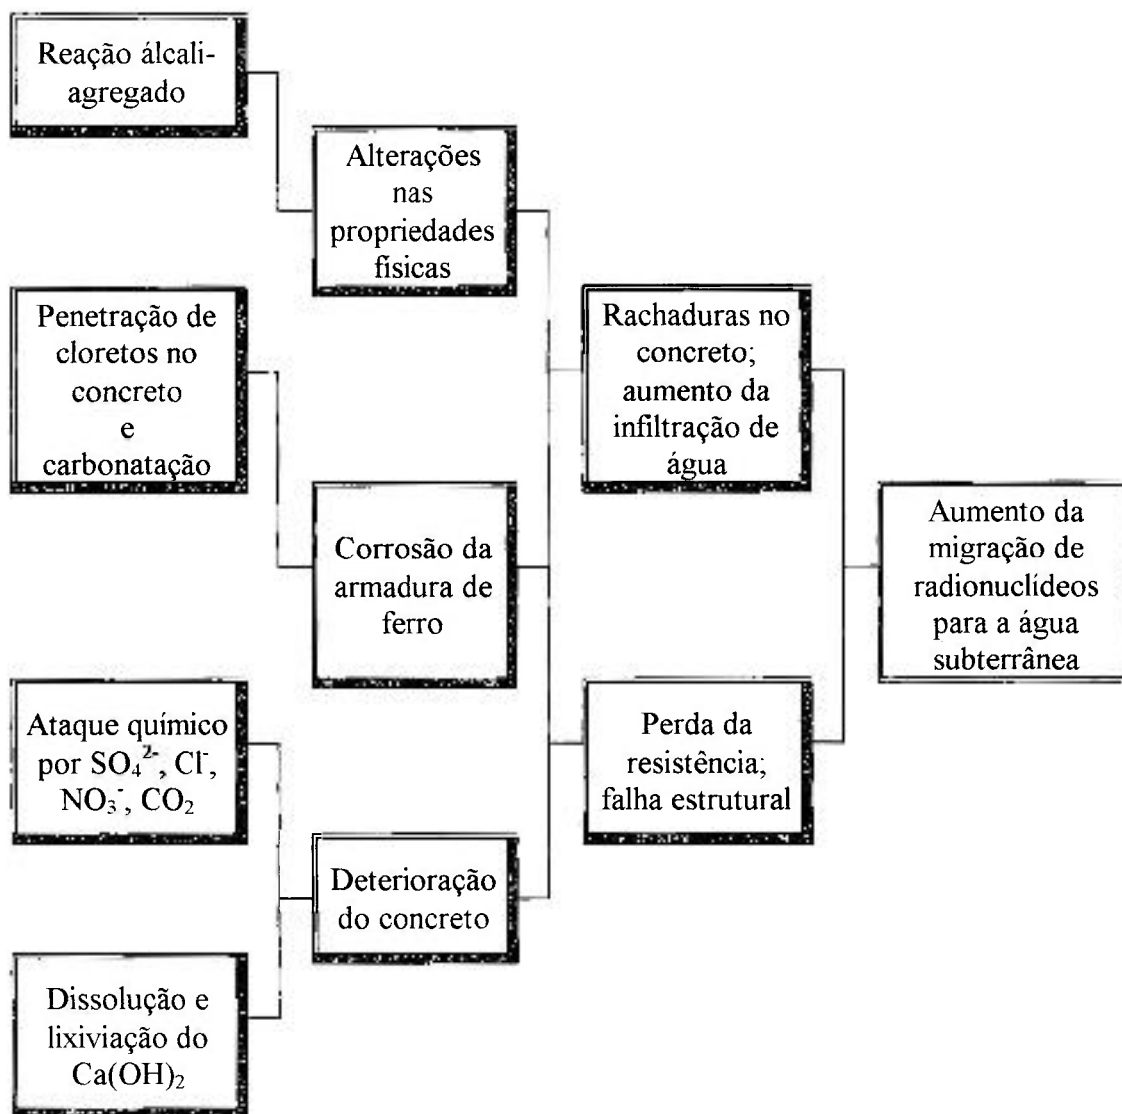 Reação álcali-
agregado
Alterações
nas
propriedades
físicas
Penetração de
cloretos no
concreto
e
carbonatação
Rachaduras no
concreto;
aumento da
infiltração de
água
Corrosão da
armadura de
ferro
Aumento da
migração de
radionuclídeos
para a água
subterrânea
Ataque químico
por SO₄²⁻, Cl⁻,
NO₃⁻, CO₂
Perda da
resistência;
falha estrutural
Deterioração
do concreto
Dissolução e
lixiviação do
Ca(OH)₂